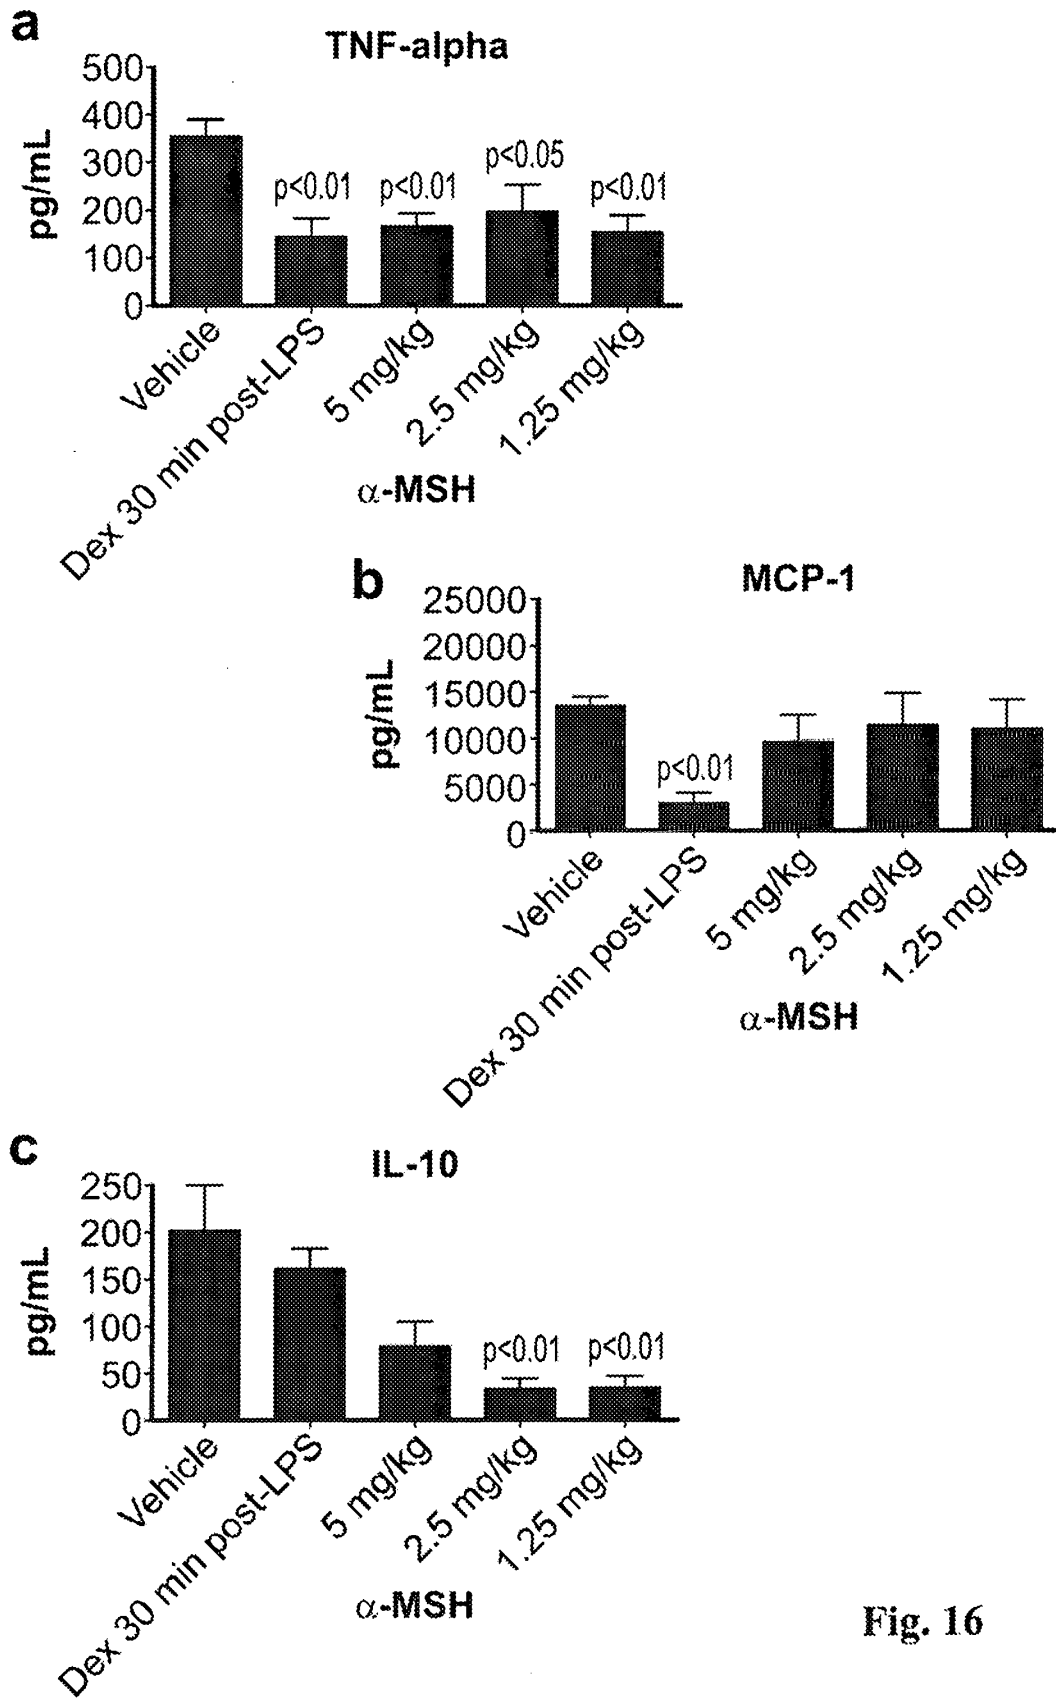 a
TNF-alpha
500
400
300
200
100
0
pg/mL
p<0.01
p<0.01
p<0.05
p<0.01
Vehicle
Dex 30 min post-LPS
5 mg/kg
2.5 mg/kg
1.25 mg/kg
α-MSH
b
MCP-1
25000
20000
15000
10000
5000
0
pg/mL
p<0.01
Vehicle
Dex 30 min post-LPS
5 mg/kg
2.5 mg/kg
1.25 mg/kg
α-MSH
c
IL-10
250
200
150
100
50
0
pg/mL
p<0.01
p<0.01
Vehicle
Dex 30 min post-LPS
5 mg/kg
2.5 mg/kg
1.25 mg/kg
α-MSH
Fig. 16